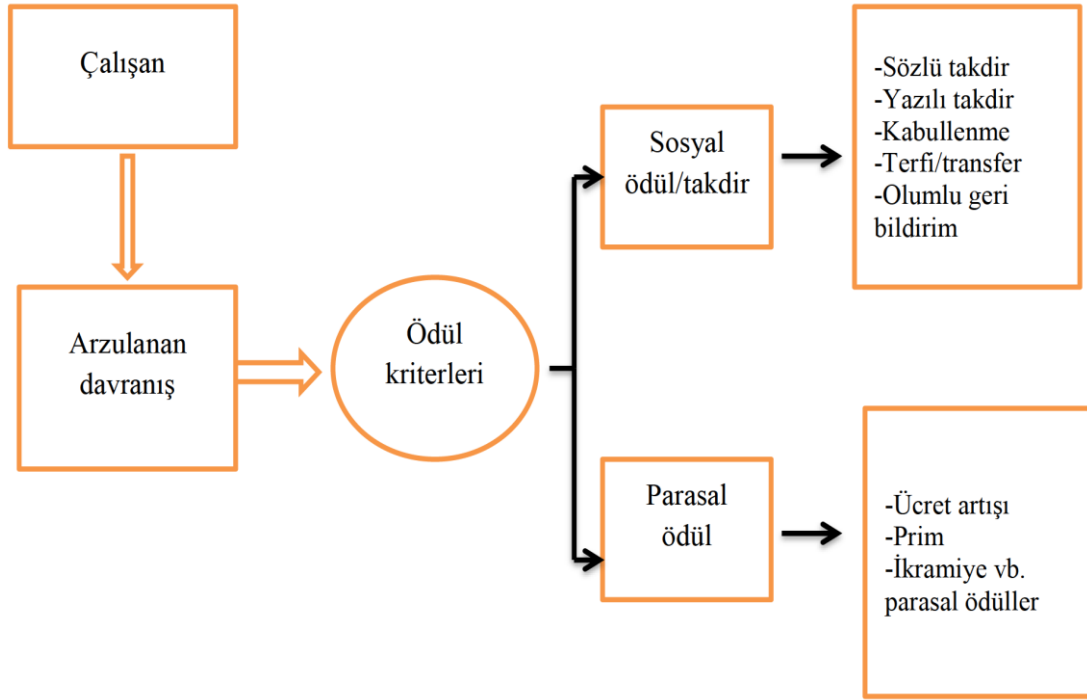 Çalışan
Arzulanan
davranış
Ödül
kriterleri
Sosyal
ödül/takdir
-Sözlü takdir
-Yazılı takdir
-Kabullenme
-Terfi/transfer
-Olumlu geri
bildirim
Parasal
ödül
-Ücret artışı
-Prim
-İkramiye vb.
parasal ödüller